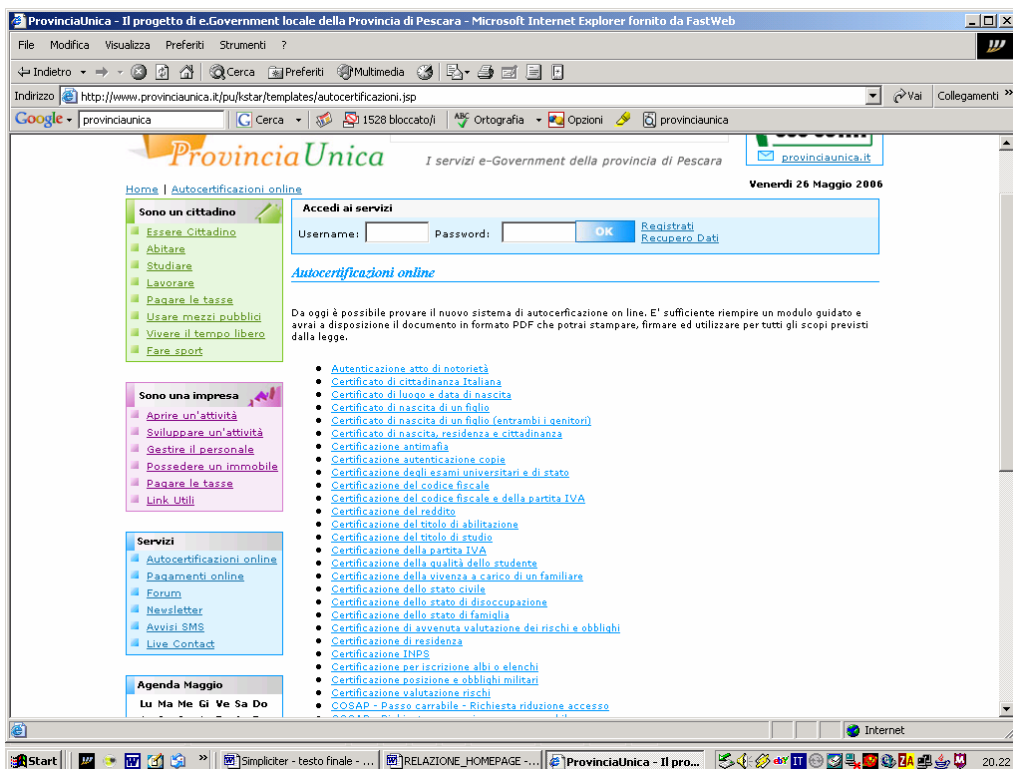 ProvinciaUnica - Il progetto di e.Government locale della Provincia di Pescara - Microsoft Internet Explorer fornito da FastWeb
File Modifica Visualizza Preferiti Strumenti ?
Indietro Cerca Preferiti Multimedia
Indirizzo http://www.provinciaunica.it/pu/kstar/templates/autocertificazioni.jsp Vai Collegamenti »
Google provinciaunica Cerca 1528 bloccato/i ABC Ortografia Opzioni provinciaunica
ProvinciaUnica I servizi e-Government della provincia di Pescara provinciaunica.it
Home | Autocertificazioni online Venerdì 26 Maggio 2006
Sono un cittadino
Essere Cittadino
Abitare
Studiare
Lavorare
Pagare le tasse
Usare mezzi pubblici
Vivere il tempo libero
Fare sport
Sono una impresa
Aprire un'attività
Sviluppare un'attività
Gestire il personale
Possedere un immobile
Pagare le tasse
Link Utili
Servizi
Autocertificazioni online
Pagamenti online
Forum
Newsletter
Avvisi SMS
Live Contact
Agenda Maggio
Lu Ma Me Gi Ve Sa Do
Accedi ai servizi
Username: Password: OK Registrati
Recupero Dati
Autocertificazioni online
Da oggi è possibile provare il nuovo sistema di autocerficazione on line. E' sufficiente riempire un modulo guidato e
avrai a disposizione il documento in formato PDF che potrai stampare, firmare ed utilizzare per tutti gli scopi previsti
dalla legge.
Autenticazione atto di notorietà
Certificato di cittadinanza Italiana
Certificato di luogo e data di nascita
Certificato di nascita di un figlio
Certificato di nascita di un figlio (entrambi i genitori)
Certificato di nascita, residenza e cittadinanza
Certificazione antimafia
Certificazione autenticazione copie
Certificazione degli esami universitari e di stato
Certificazione del codice fiscale
Certificazione del codice fiscale e della partita IVA
Certificazione del reddito
Certificazione del titolo di abilitazione
Certificazione del titolo di studio
Certificazione della partita IVA
Certificazione della qualità dello studente
Certificazione della vivenza a carico di un familiare
Certificazione dello stato civile
Certificazione dello stato di disoccupazione
Certificazione dello stato di famiglia
Certificazione di avvenuta valutazione dei rischi e obblighi
Certificazione di residenza
Certificazione INPS
Certificazione per iscrizione albi o elenchi
Certificazione posizione e obblighi militari
Certificazione valutazione rischi
COSAP - Passo carrabile - Richiesta riduzione accesso
Internet
Start » Simpliciter - testo finale - ... RELAZIONE_HOMEPAGE -... ProvinciaUnica - Il pro... 20.22